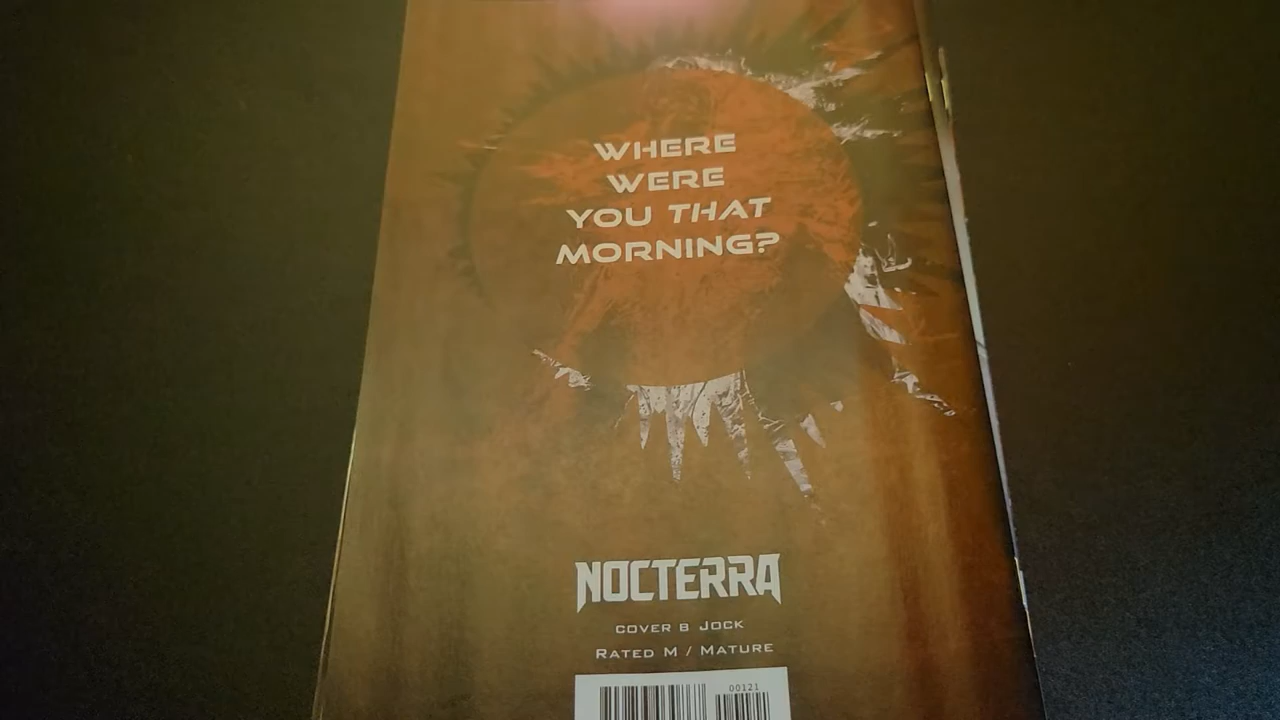 WHERE
WERE
YOU THAT
MORNING?
NOCTERRA
COVER B JOCK
RATED M / MATURE
00121